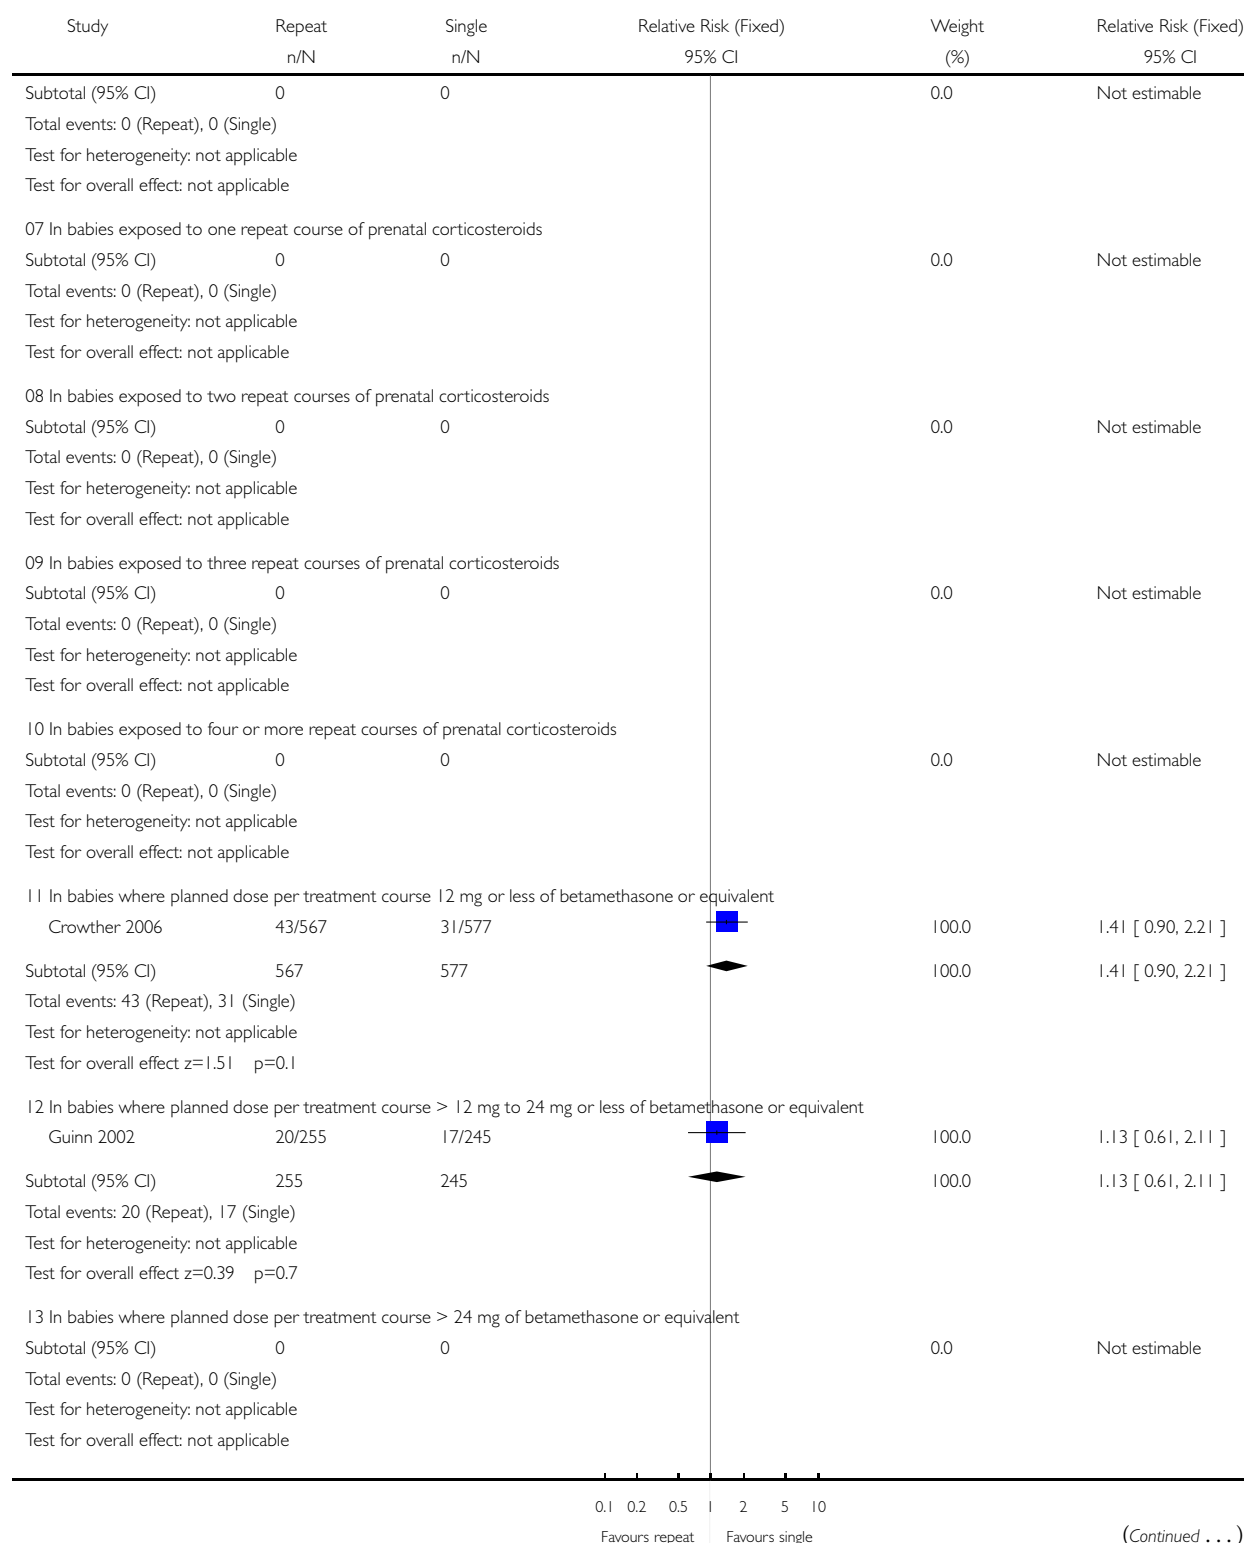 Study Repeat Single Relative Risk (Fixed) Weight Relative Risk (Fixed)
n/N n/N 95% CI (%) 95% CI
Subtotal (95% CI) 0 0 0.0 Not estimable
Total events: 0 (Repeat), 0 (Single)
Test for heterogeneity: not applicable
Test for overall effect: not applicable
07 In babies exposed to one repeat course of prenatal corticosteroids
Subtotal (95% CI) 0 0 0.0 Not estimable
Total events: 0 (Repeat), 0 (Single)
Test for heterogeneity: not applicable
Test for overall effect: not applicable
08 In babies exposed to two repeat courses of prenatal corticosteroids
Subtotal (95% CI) 0 0 0.0 Not estimable
Total events: 0 (Repeat), 0 (Single)
Test for heterogeneity: not applicable
Test for overall effect: not applicable
09 In babies exposed to three repeat courses of prenatal corticosteroids
Subtotal (95% CI) 0 0 0.0 Not estimable
Total events: 0 (Repeat), 0 (Single)
Test for heterogeneity: not applicable
Test for overall effect: not applicable
10 In babies exposed to four or more repeat courses of prenatal corticosteroids
Subtotal (95% CI) 0 0 0.0 Not estimable
Total events: 0 (Repeat), 0 (Single)
Test for heterogeneity: not applicable
Test for overall effect: not applicable
11 In babies where planned dose per treatment course 12 mg or less of betamethasone or equivalent
Crowther 2006 43/567 31/577 100.0 1.41 [ 0.90, 2.21 ]
Subtotal (95% CI) 567 577 100.0 1.41 [ 0.90, 2.21 ]
Total events: 43 (Repeat), 31 (Single)
Test for heterogeneity: not applicable
Test for overall effect z=1.51 p=0.1
12 In babies where planned dose per treatment course > 12 mg to 24 mg or less of betamethasone or equivalent
Guinn 2002 20/255 17/245 100.0 1.13 [ 0.61, 2.11 ]
Subtotal (95% CI) 255 245 100.0 1.13 [ 0.61, 2.11 ]
Total events: 20 (Repeat), 17 (Single)
Test for heterogeneity: not applicable
Test for overall effect z=0.39 p=0.7
13 In babies where planned dose per treatment course > 24 mg of betamethasone or equivalent
Subtotal (95% CI) 0 0 0.0 Not estimable
Total events: 0 (Repeat), 0 (Single)
Test for heterogeneity: not applicable
Test for overall effect: not applicable
0.1 0.2 0.5 1 2 5 10
Favours repeat Favours single (Continued . . . )